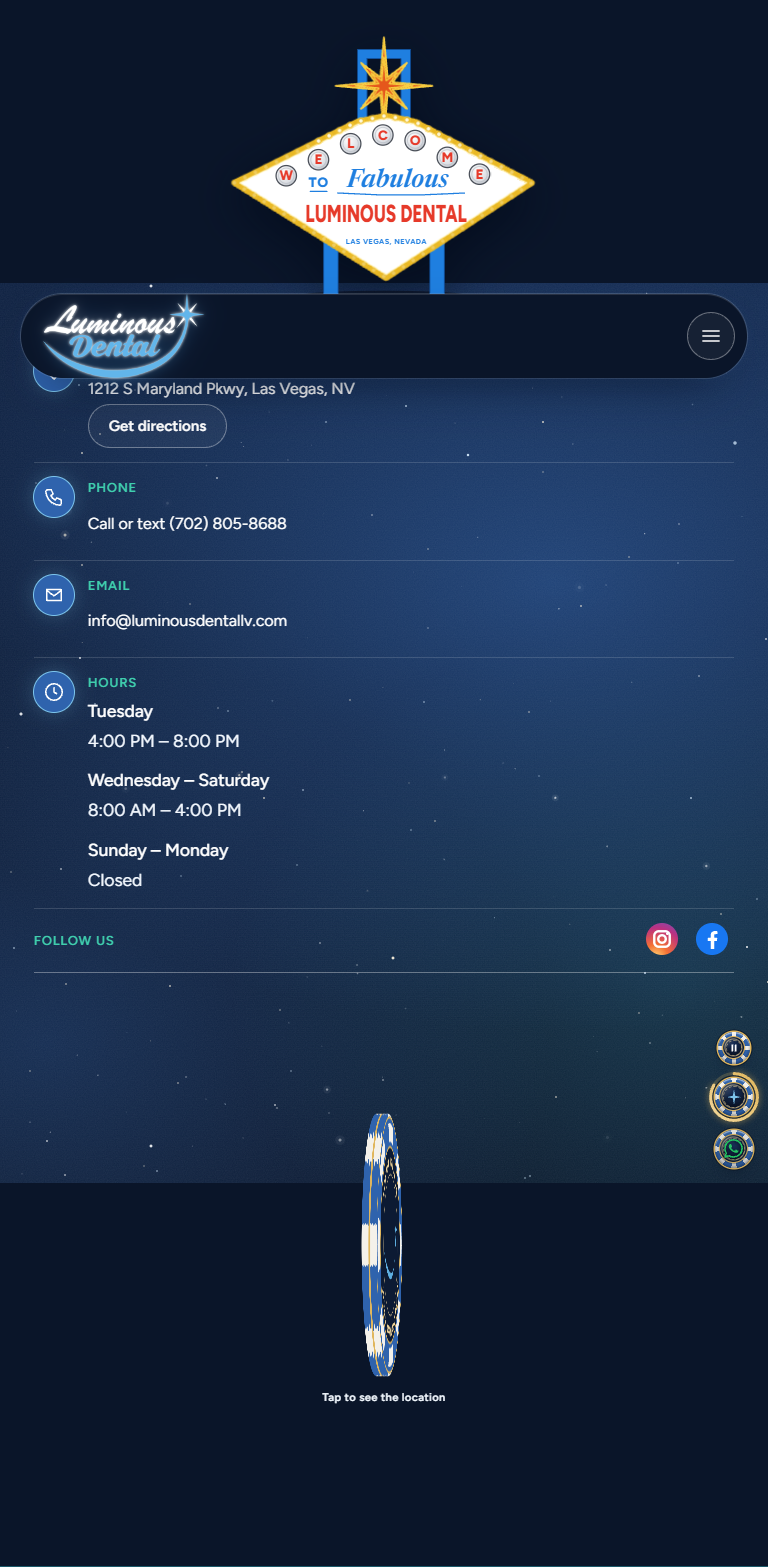 WELCOME
TO Fabulous
LUMINOUS DENTAL
LAS VEGAS, NEVADA
Luminous
Dental
1212 S Maryland Pkwy, Las Vegas, NV
Get directions
PHONE
Call or text (702) 805-8688
EMAIL
info@luminousdentallv.com
HOURS
Tuesday
4:00 PM – 8:00 PM
Wednesday – Saturday
8:00 AM – 4:00 PM
Sunday – Monday
Closed
FOLLOW US
Tap to see the location